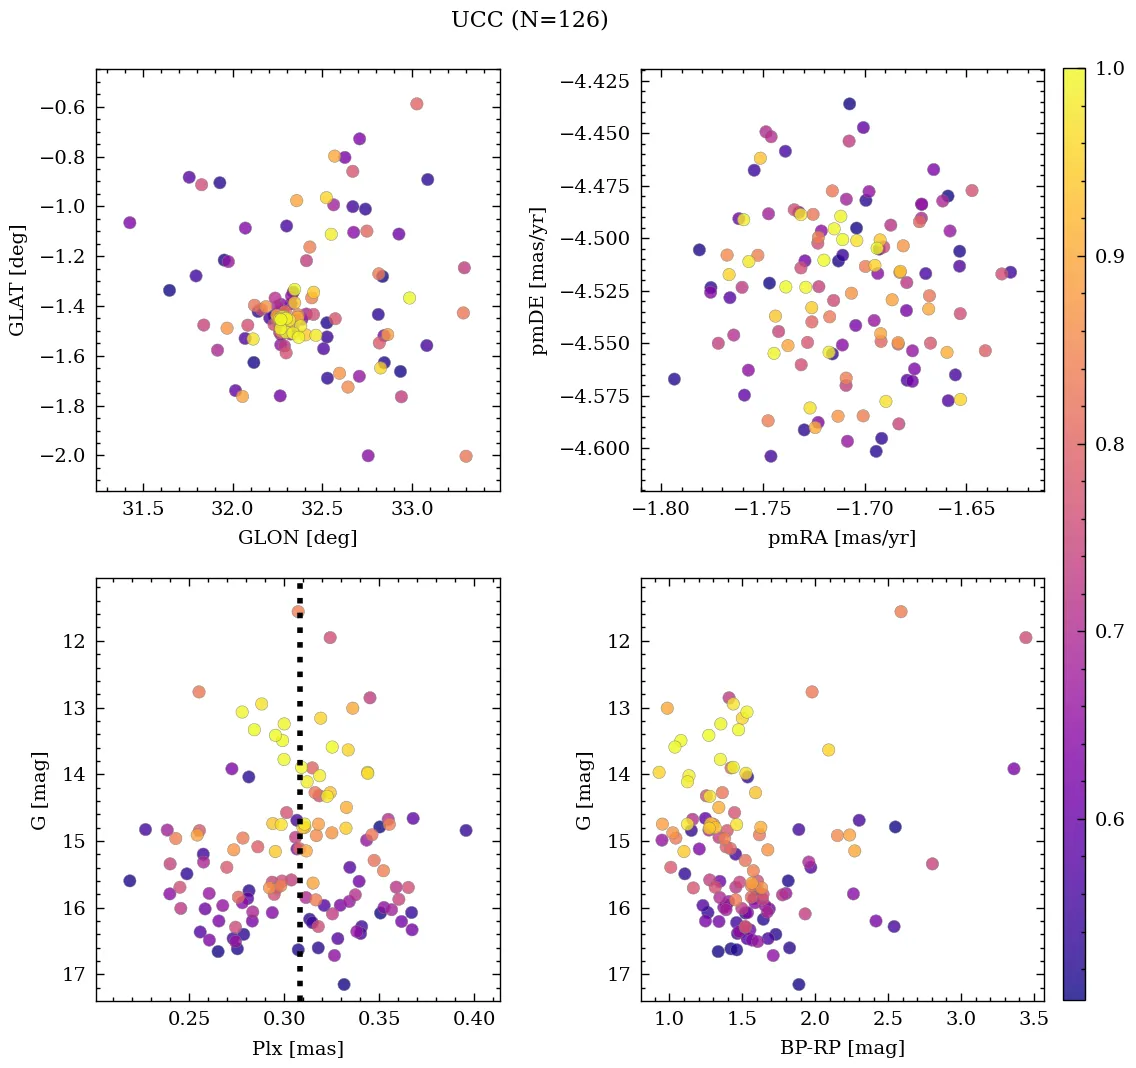 UCC (N=126)
−0.6
−0.8
−1.0
−1.2
−1.4
−1.6
−1.8
−2.0
GLAT [deg]
31.5 32.0 32.5 33.0
GLON [deg]
−4.425
−4.450
−4.475
−4.500
−4.525
−4.550
−4.575
−4.600
pmDE [mas/yr]
−1.80 −1.75 −1.70 −1.65
pmRA [mas/yr]
12
13
14
15
16
17
G [mag]
0.25 0.30 0.35 0.40
Plx [mas]
12
13
14
15
16
17
G [mag]
1.0 1.5 2.0 2.5 3.0 3.5
BP-RP [mag]
1.0
0.9
0.8
0.7
0.6